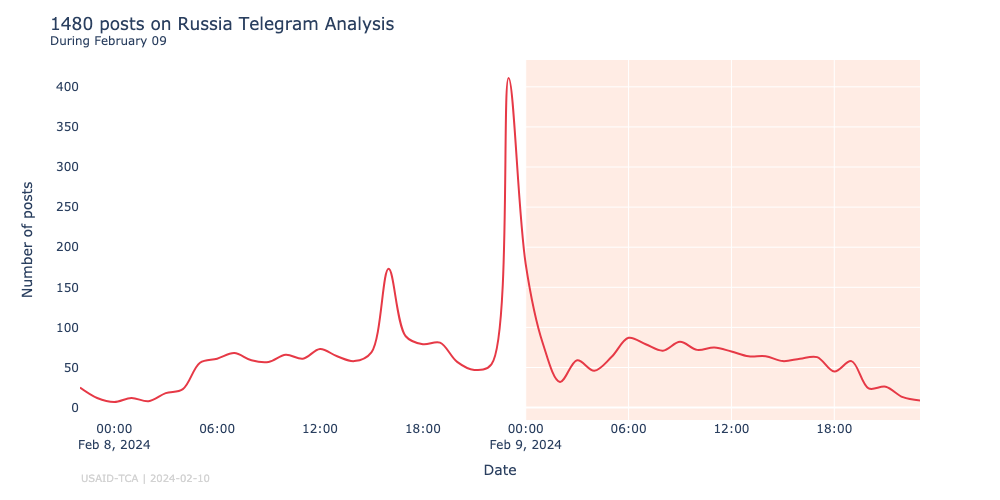 1480 posts on Russia Telegram Analysis
During February 09
Number of posts
400
350
300
250
200
150
100
50
0
00:00 06:00 12:00 18:00 00:00 06:00 12:00 18:00
Feb 8, 2024 Feb 9, 2024
Date
USAID-TCA | 2024-02-10